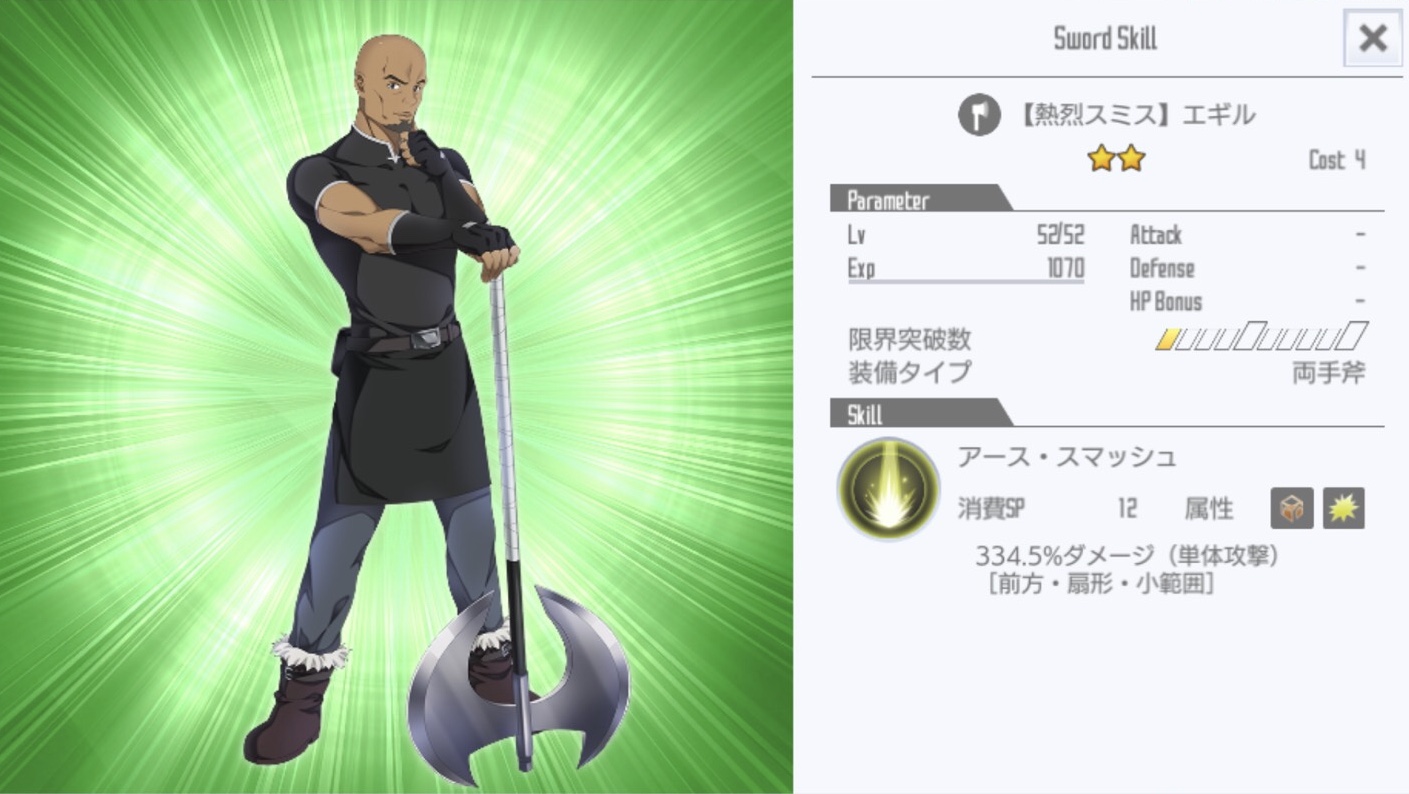 Sword Skill
【熱烈スミス】エギル
Cost 4
Parameter
Lv 52/52 Attack -
Exp 1070 Defense -
HP Bonus -
限界突破数
装備タイプ 両手斧
Skill
アース・スマッシュ
消費SP 12 属性
334.5%ダメージ（単体攻撃）
［前方・扇形・小範囲］